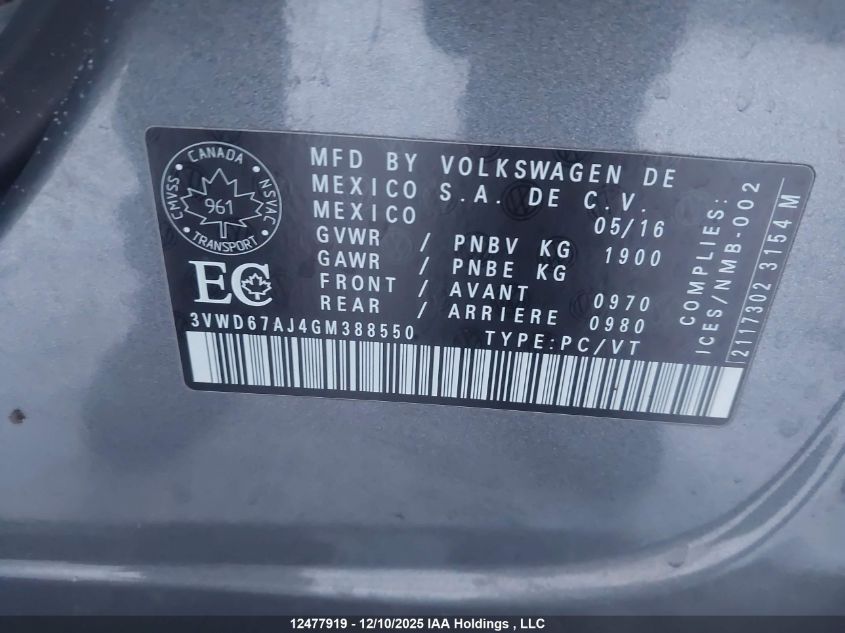 CANADA
CMVSS
NSVAC
961
TRANSPORT
EC
MFD BY VOLKSWAGEN DE
MEXICO S.A. DE C.V.
MEXICO 05/16
GVWR / PNBV KG 1900
GAWR / PNBE KG
FRONT / AVANT 0970
REAR / ARRIERE 0980
3VWD67AJ4GM388550 TYPE:PC/VT
COMPLIES:
ICES/NMB-002
2117302 3154 M
12477919 - 12/10/2025 IAA Holdings , LLC